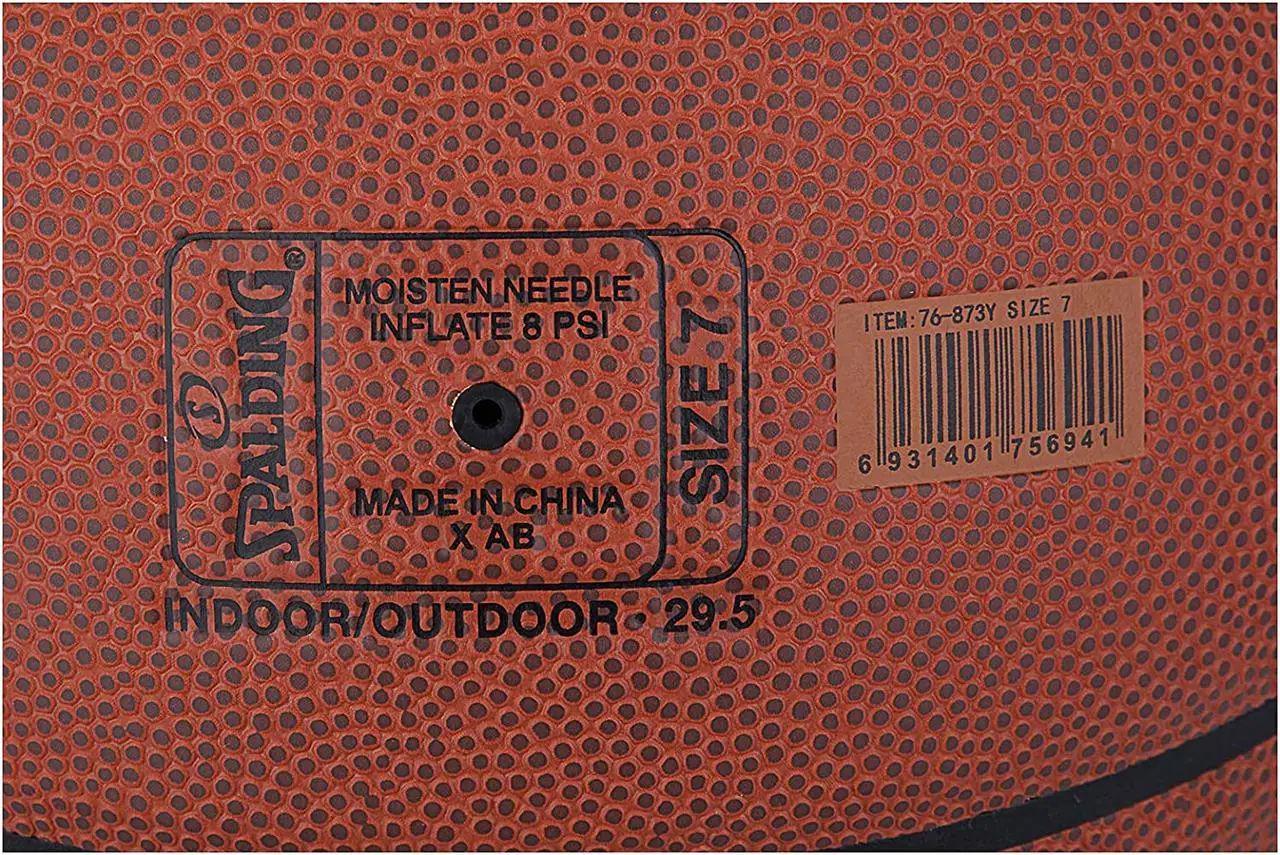 SPALDING®
S
MOISTEN NEEDLE
INFLATE 8 PSI
MADE IN CHINA
X AB
SIZE 7
INDOOR/OUTDOOR · 29.5
ITEM:76-873Y SIZE 7
6 931401 756941